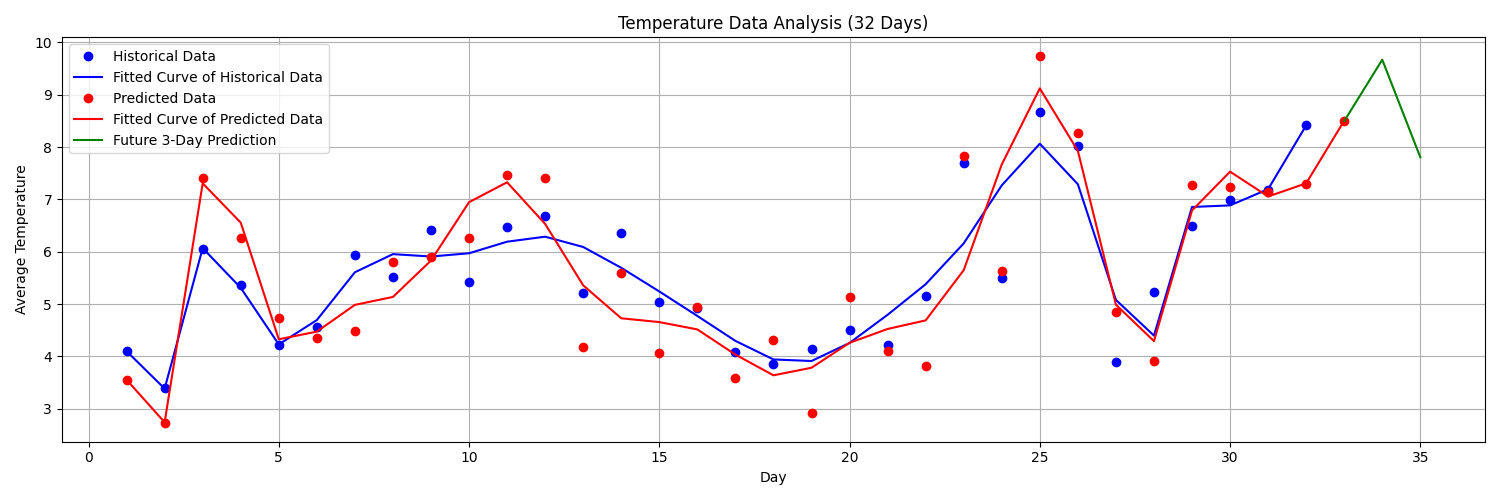 Temperature Data Analysis (32 Days)
Historical Data
Fitted Curve of Historical Data
Predicted Data
Fitted Curve of Predicted Data
Future 3-Day Prediction
Average Temperature
10
9
8
7
6
5
4
3
0 5 10 15 20 25 30 35
Day